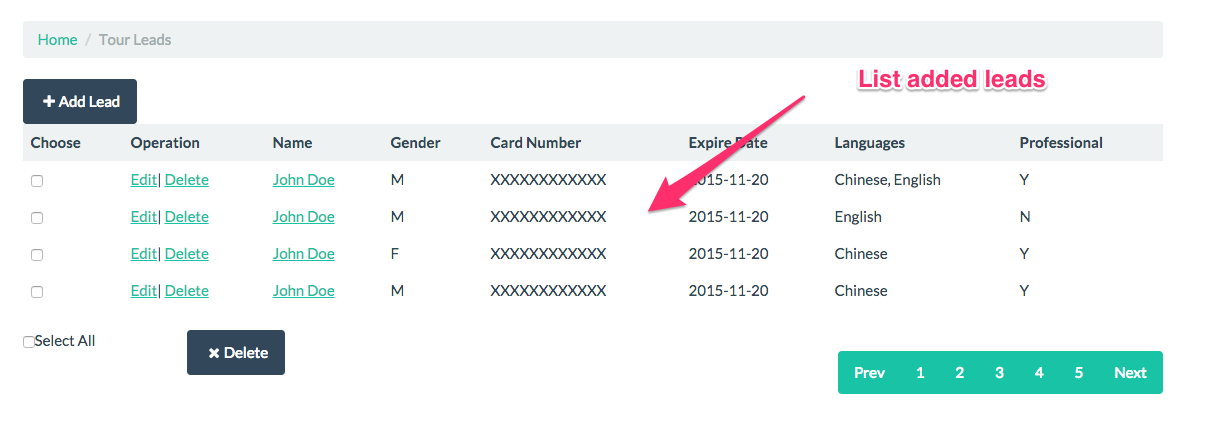 Home / Tour Leads
List added leads
+ Add Lead
Choose Operation Name Gender Card Number Expire Date Languages Professional
Edit| Delete John Doe M XXXXXXXXXXXX 2015-11-20 Chinese, English Y
Edit| Delete John Doe M XXXXXXXXXXXX 2015-11-20 English N
Edit| Delete John Doe F XXXXXXXXXXXX 2015-11-20 Chinese Y
Edit| Delete John Doe M XXXXXXXXXXXX 2015-11-20 Chinese Y
Select All
× Delete
Prev 1 2 3 4 5 Next